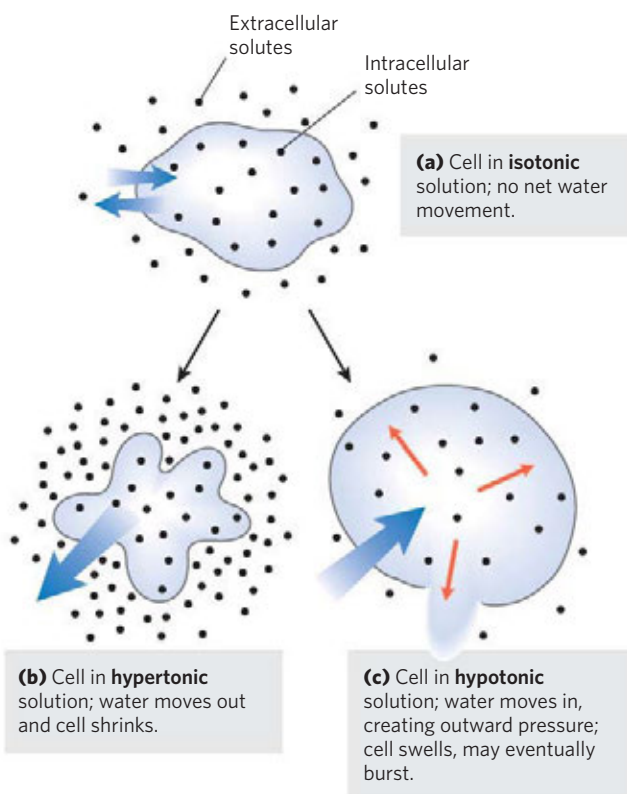 Extracellular
solutes
Intracellular
solutes
(a) Cell in isotonic
solution; no net water
movement.
(b) Cell in hypertonic
solution; water moves out
and cell shrinks.
(c) Cell in hypotonic
solution; water moves in,
creating outward pressure;
cell swells, may eventually
burst.